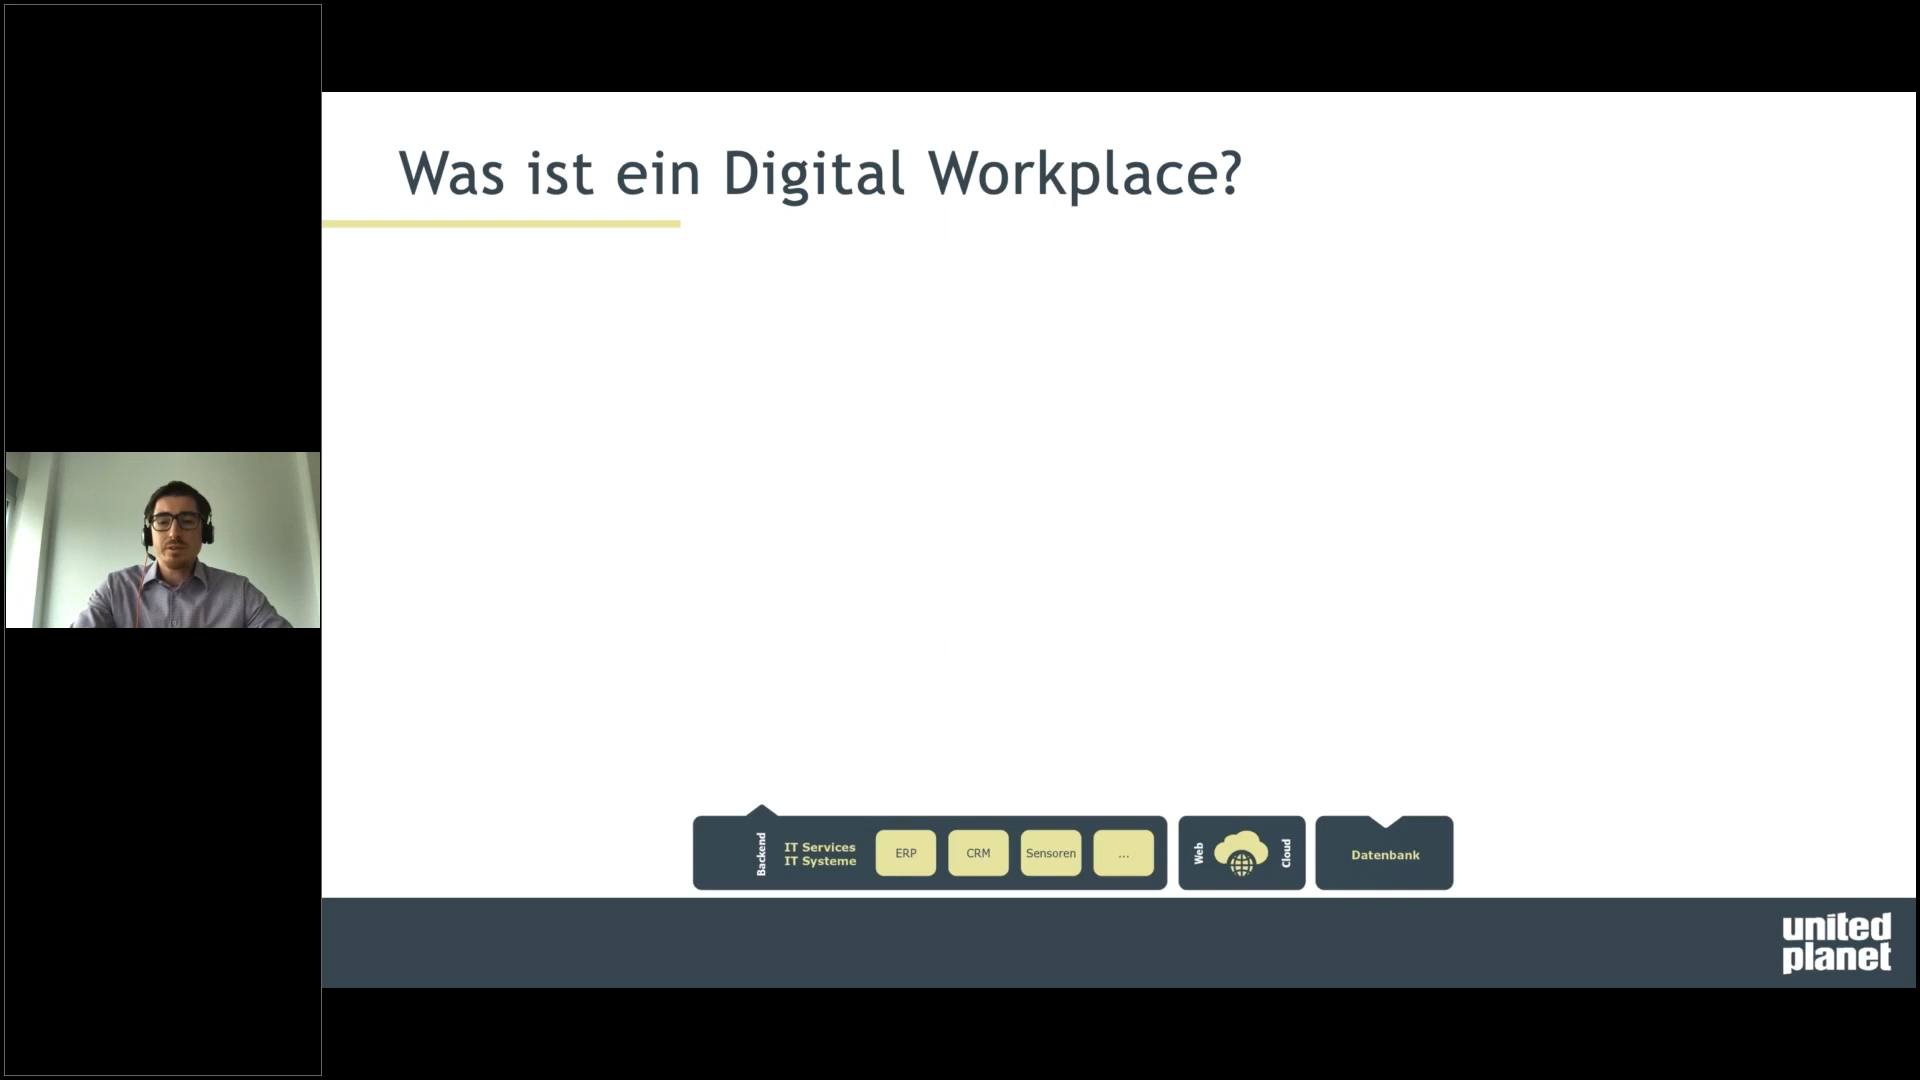 Was ist ein Digital Workplace?
Backend
IT Services
IT Systeme
ERP
CRM
Sensoren
...
Web
Cloud
Datenbank
united
planet